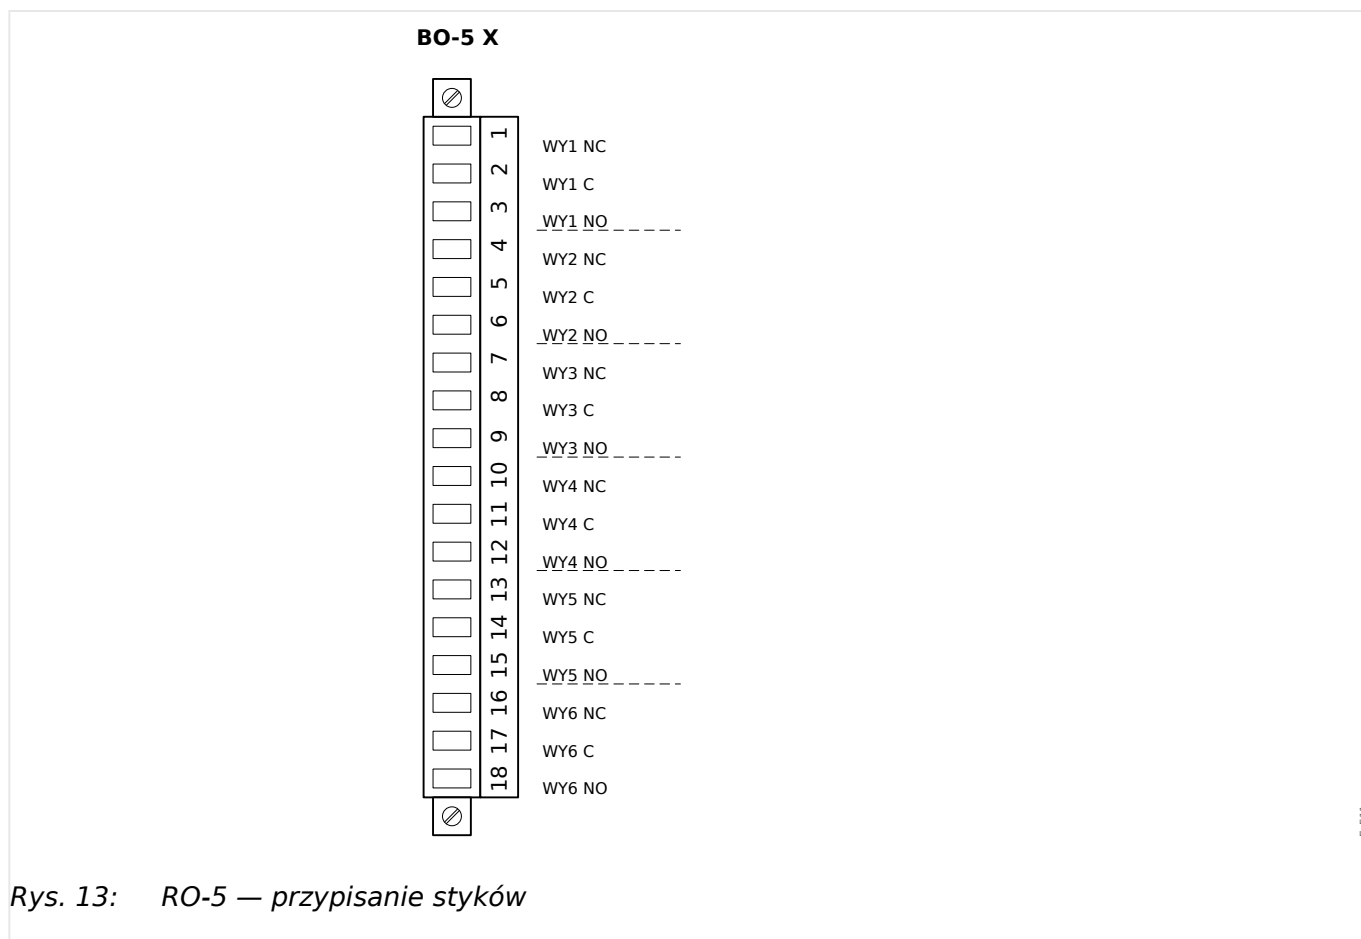 BO-5 X
1 WY1 NC
2 WY1 C
3 WY1 NO
4 WY2 NC
5 WY2 C
6 WY2 NO
7 WY3 NC
8 WY3 C
9 WY3 NO
10 WY4 NC
11 WY4 C
12 WY4 NO
13 WY5 NC
14 WY5 C
15 WY5 NO
16 WY6 NC
17 WY6 C
18 WY6 NO
Rys. 13: RO-5 — przypisanie styków